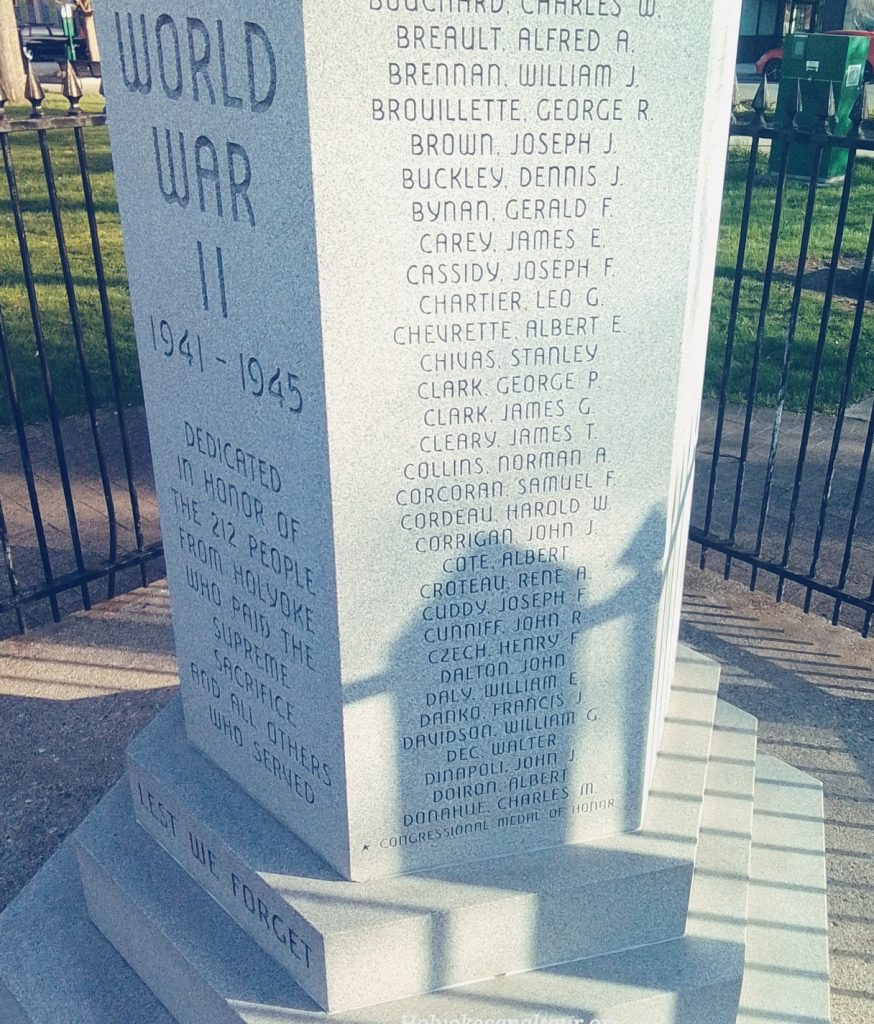 WORLD
WAR
II
1941 - 1945
DEDICATED
IN HONOR OF
THE 212 PEOPLE
FROM HOLYOKE
WHO PAID THE
SUPREME
SACRIFICE
AND ALL OTHERS
WHO SERVED
LEST WE FORGET
BOUCHARD, CHARLES W.
BREAULT, ALFRED A.
BRENNAN, WILLIAM J.
BROUILLETTE, GEORGE R.
BROWN, JOSEPH J.
BUCKLEY, DENNIS J.
BYNAN, GERALD F.
CAREY, JAMES E.
CASSIDY, JOSEPH F.
CHARTIER, LEO G.
CHEVRETTE, ALBERT E.
CHIVAS, STANLEY
CLARK, GEORGE P.
CLARK, JAMES G.
CLEARY, JAMES T.
COLLINS, NORMAN A.
CORCORAN, SAMUEL F.
CORDEAU, HAROLD W.
CORRIGAN, JOHN J.
COTE, ALBERT
CROTEAU, RENE A.
CUDDY, JOSEPH F.
CUNNIFF, JOHN R.
CZECH, HENRY F.
DALTON, JOHN
DALY, WILLIAM E.
DANKO, FRANCIS J.
DAVIDSON, WILLIAM G.
DEC, WALTER
DINAPOLI, JOHN J.
DOIRON, ALBERT
DONAHUE, CHARLES M.
★ CONGRESSIONAL MEDAL OF HONOR